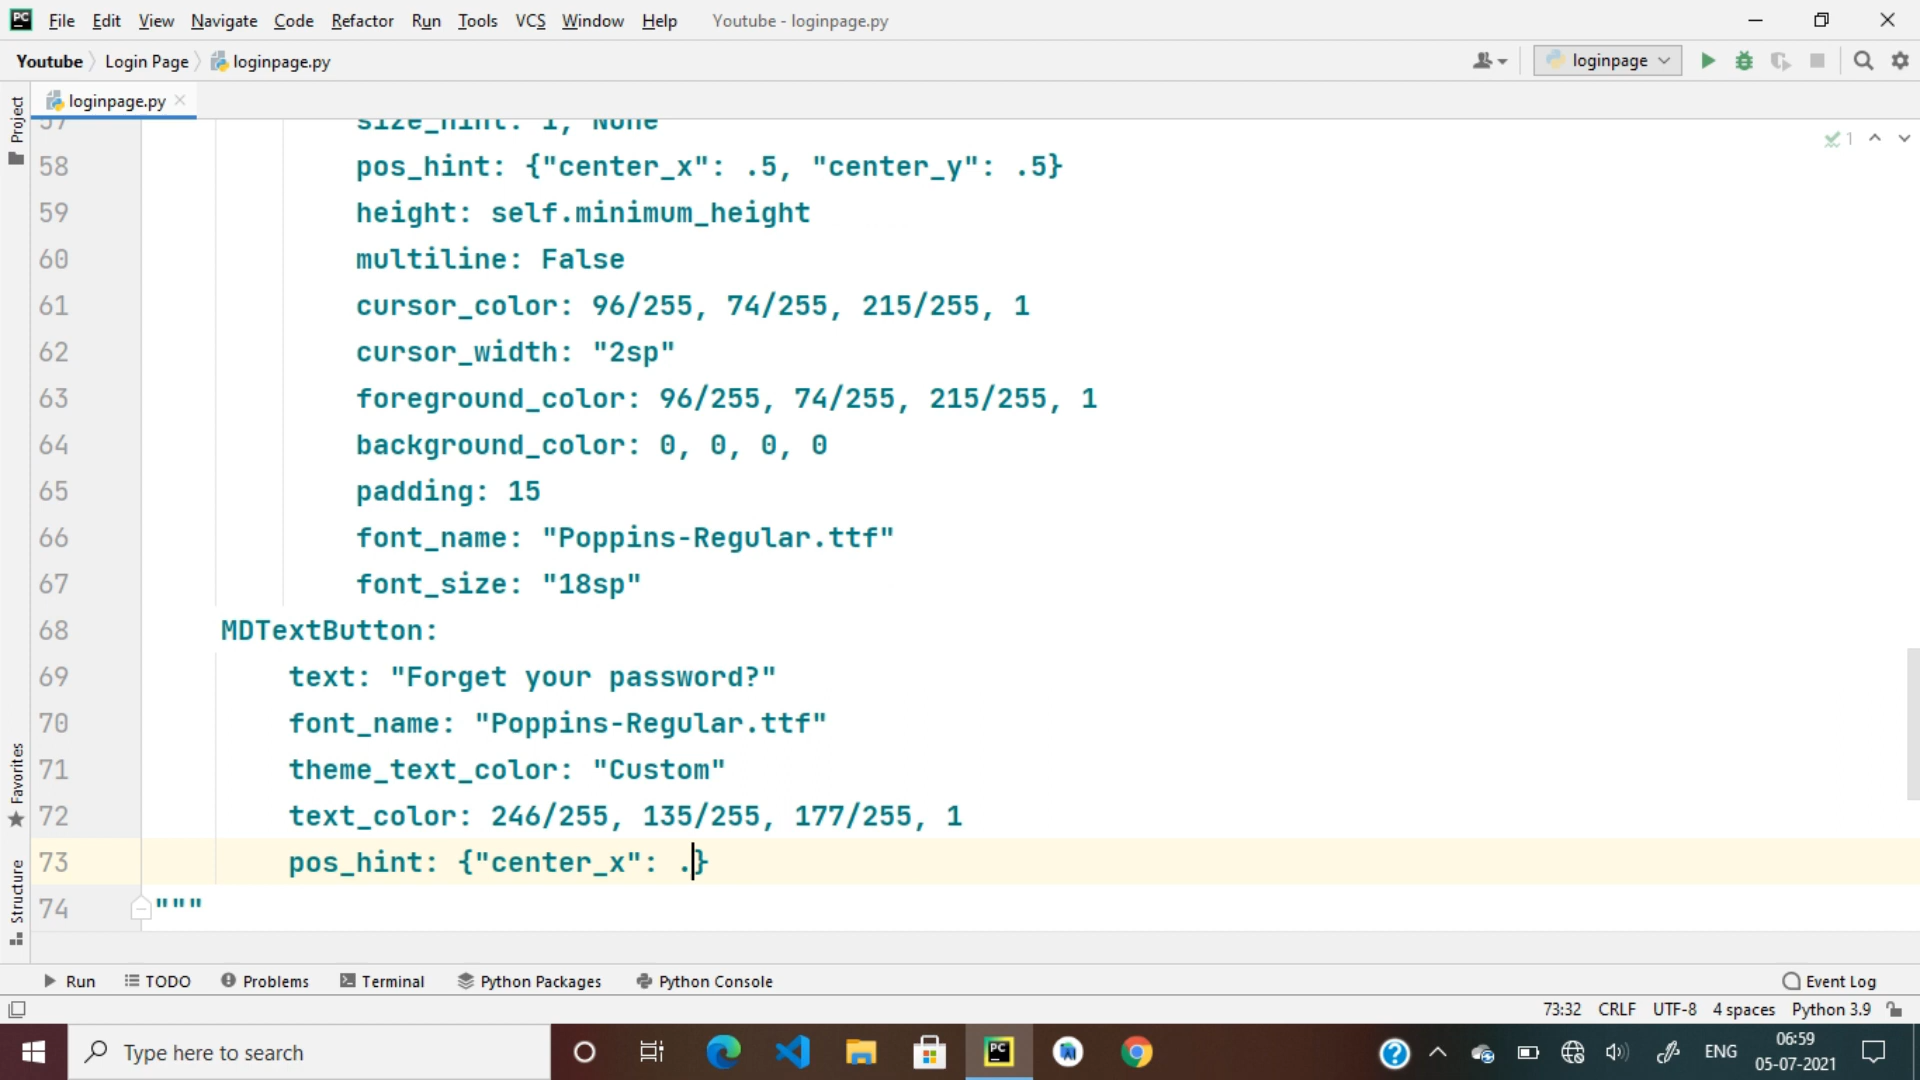 PC File Edit View Navigate Code Refactor Run Tools VCS Window Help Youtube - loginpage.py
Youtube Login Page loginpage.py loginpage
loginpage.py
Project
Favorites
Structure
57 size_hint: 1, None
58 pos_hint: {"center_x": .5, "center_y": .5}
59 height: self.minimum_height
60 multiline: False
61 cursor_color: 96/255, 74/255, 215/255, 1
62 cursor_width: "2sp"
63 foreground_color: 96/255, 74/255, 215/255, 1
64 background_color: 0, 0, 0, 0
65 padding: 15
66 font_name: "Poppins-Regular.ttf"
67 font_size: "18sp"
68 MDTextButton:
69 text: "Forget your password?"
70 font_name: "Poppins-Regular.ttf"
71 theme_text_color: "Custom"
72 text_color: 246/255, 135/255, 177/255, 1
73 pos_hint: {"center_x": .}
74 """
1
Run TODO Problems Terminal Python Packages Python Console Event Log
73:32 CRLF UTF-8 4 spaces Python 3.9
Type here to search PC ENG 06:59
05-07-2021